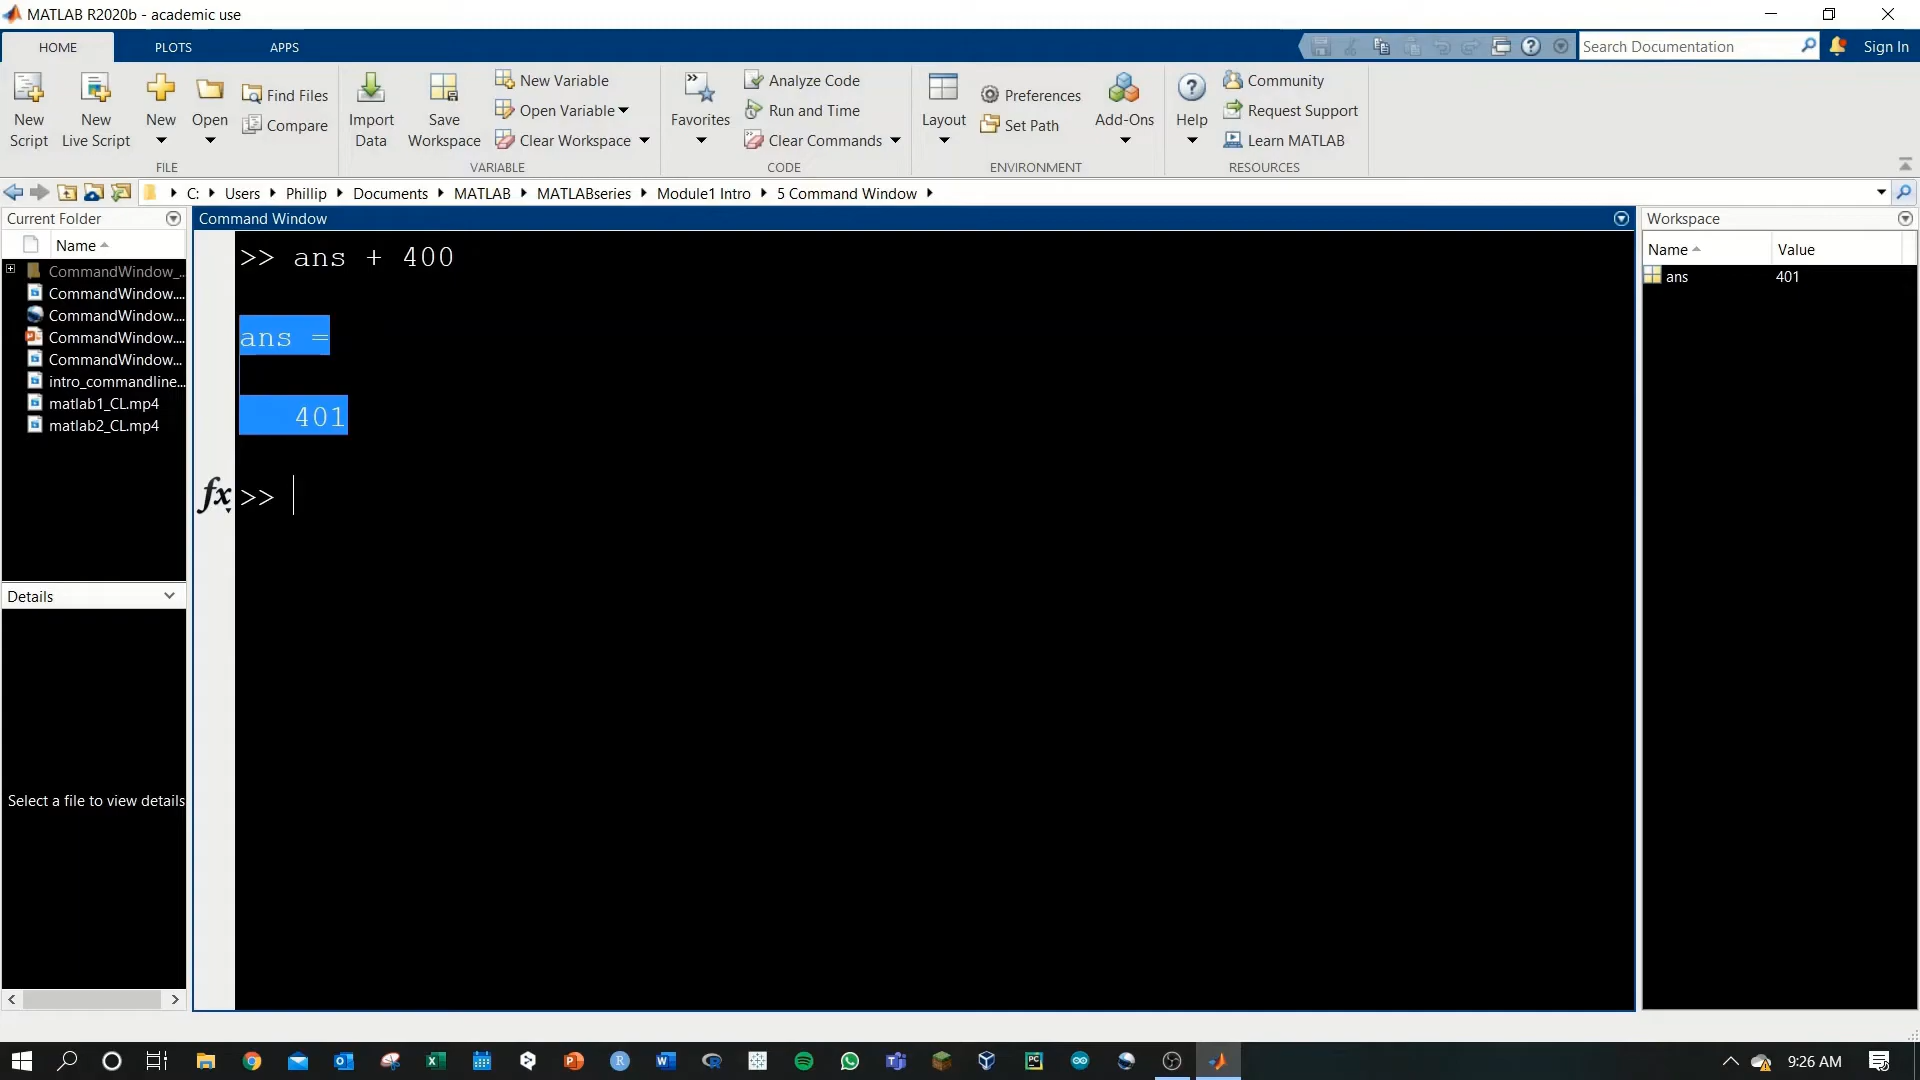 MATLAB R2020b - academic use
HOME PLOTS APPS
Search Documentation Sign In
New Script
New Live Script
New
Open
Find Files
Compare
FILE
Import Data
Save Workspace
New Variable
Open Variable
Clear Workspace
VARIABLE
Favorites
Analyze Code
Run and Time
Clear Commands
CODE
Layout
Preferences
Set Path
Add-Ons
ENVIRONMENT
Help
Community
Request Support
Learn MATLAB
RESOURCES
C: Users Phillip Documents MATLAB MATLABseries Module1 Intro 5 Command Window
Current Folder
Name
CommandWindow_...
CommandWindow....
CommandWindow....
CommandWindow....
CommandWindow...
intro_commandline...
matlab1_CL.mp4
matlab2_CL.mp4
Details
Select a file to view details
Command Window
>> ans + 400
ans =
401
fx >>
Workspace
Name Value
ans 401
9:26 AM